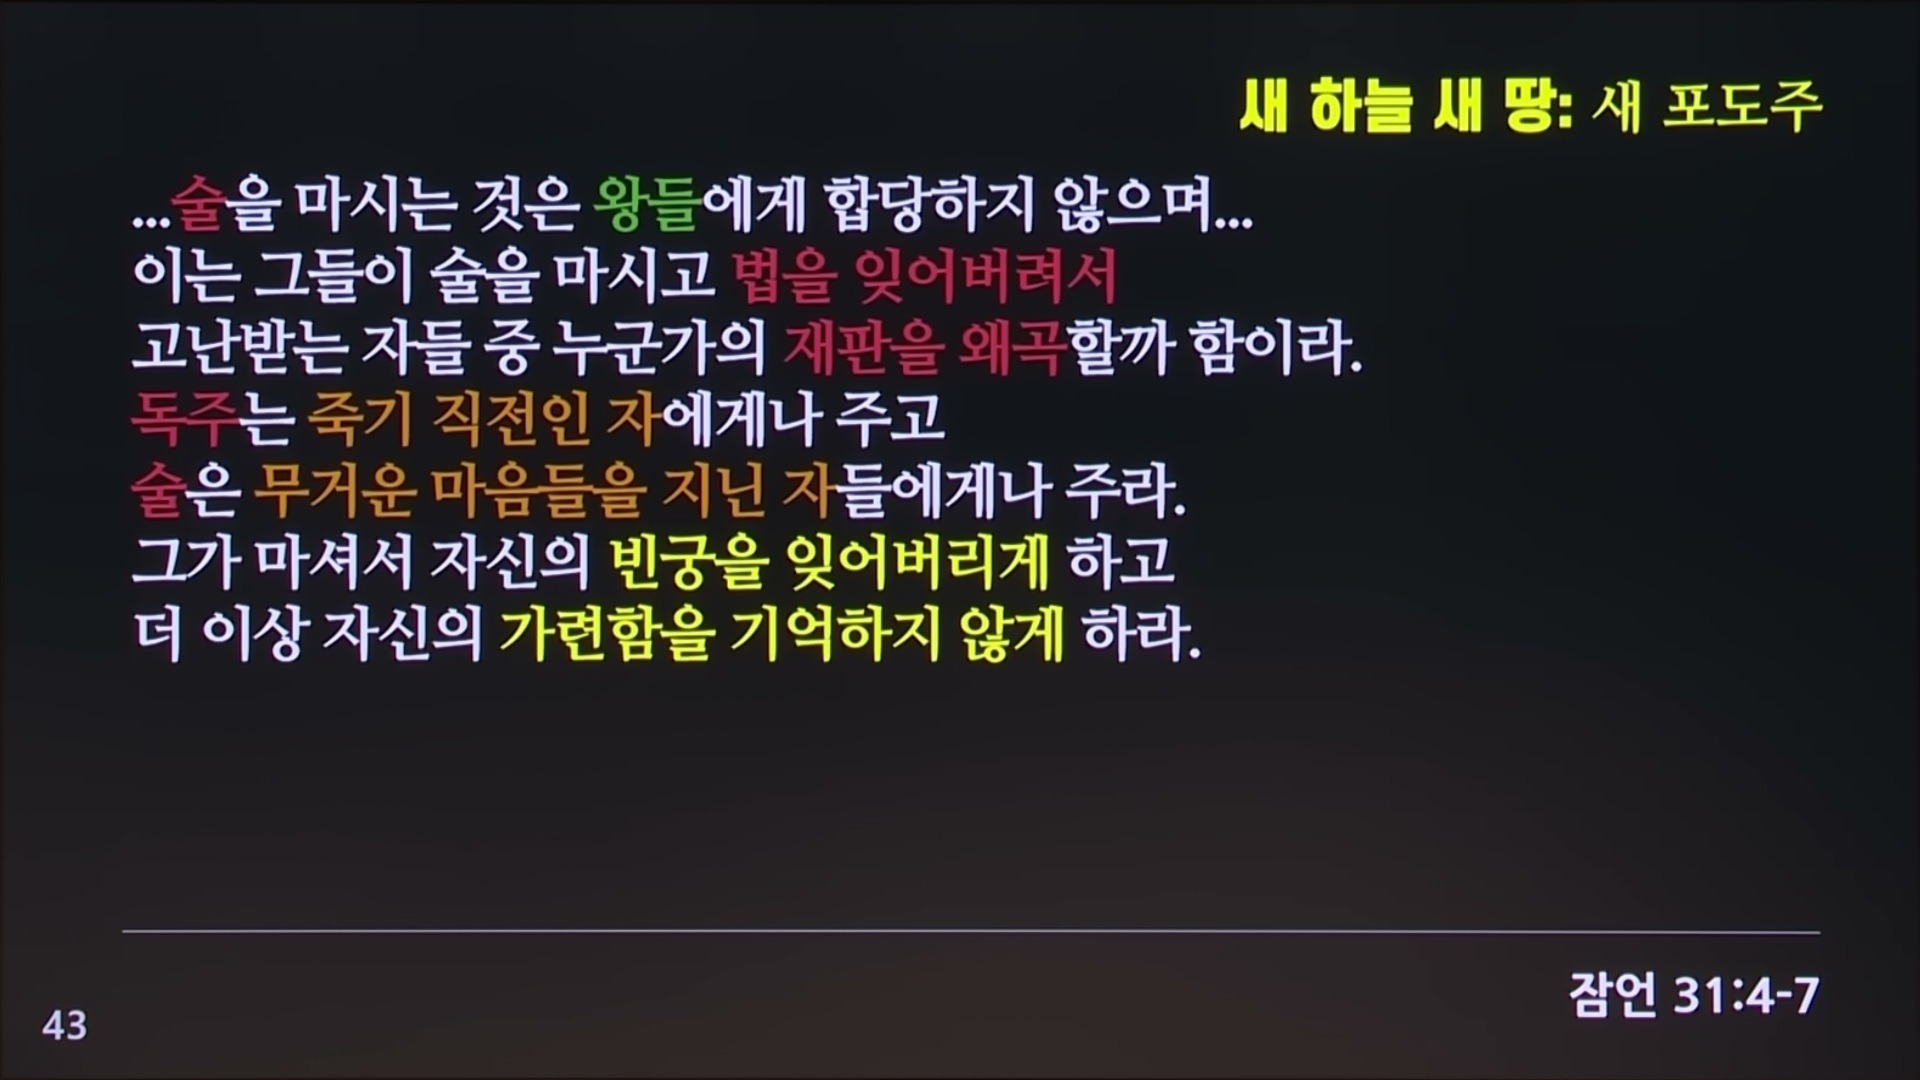 새 하늘 새 땅: 새 포도주
...술을 마시는 것은 왕들에게 합당하지 않으며...
이는 그들이 술을 마시고 법을 잊어버려서
고난받는 자들 중 누군가의 재판을 왜곡할까 함이라.
독주는 죽기 직전인 자에게나 주고
술은 무거운 마음들을 지닌 자들에게나 주라.
그가 마셔서 자신의 빈궁을 잊어버리게 하고
더 이상 자신의 가련함을 기억하지 않게 하라.
잠언 31:4-7
43